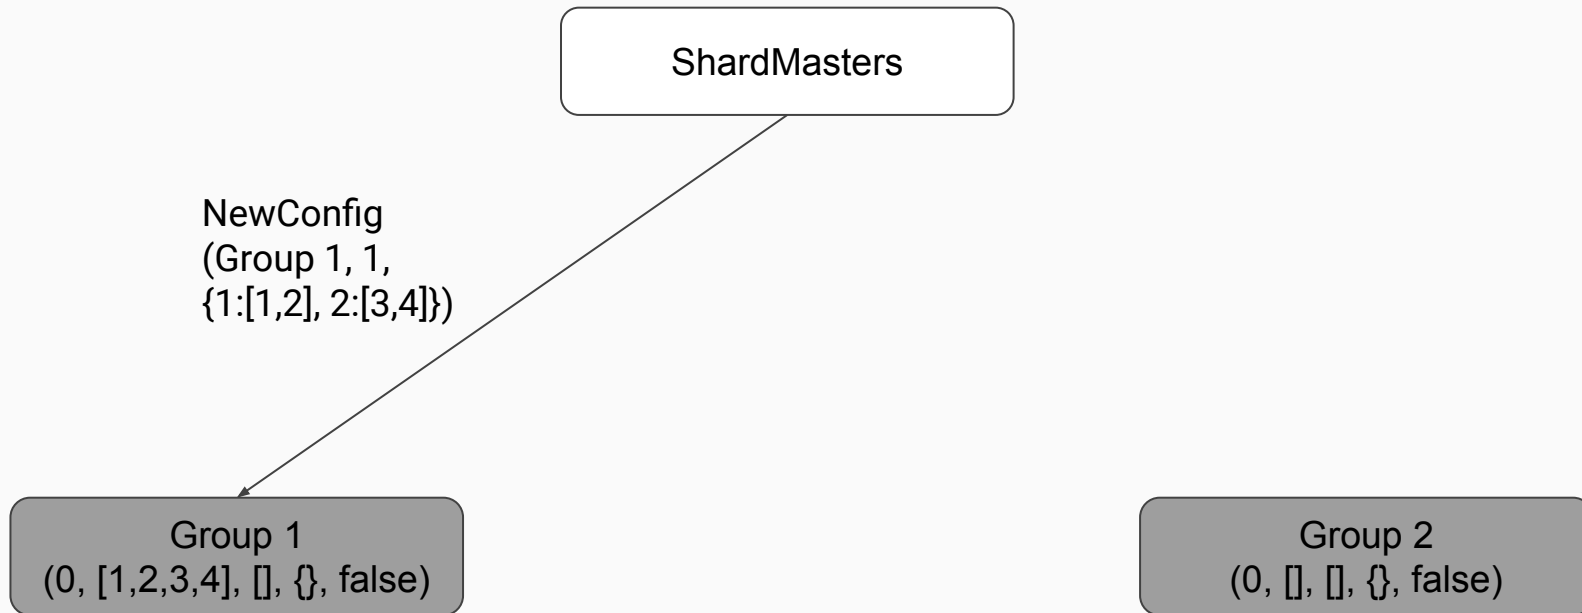 ShardMasters
NewConfig
(Group 1, 1,
{1:[1,2], 2:[3,4]})
Group 1
(0, [1,2,3,4], [], {}, false)
Group 2
(0, [], [], {}, false)